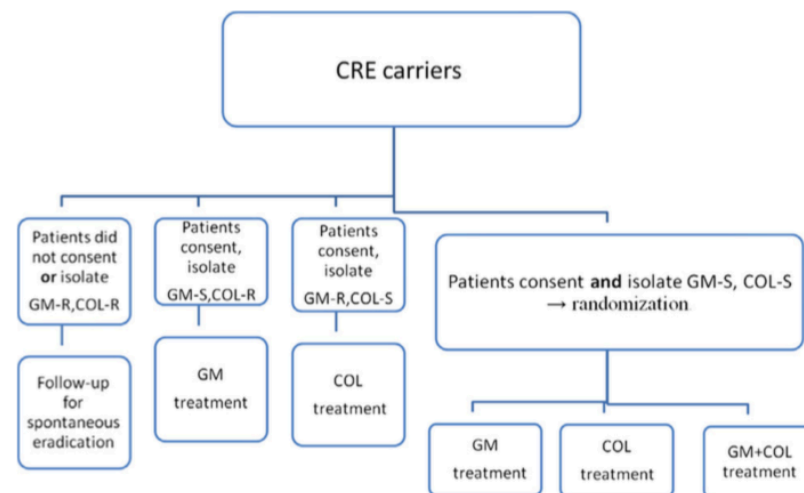 CRE carriers
Patients did
not consent
or isolate
GM-R,COL-R
Patients
consent,
isolate
GM-S,COL-R
Patients
consent,
isolate
GM-R,COL-S
Patients consent and isolate GM-S, COL-S
→ randomization
Follow-up
for
spontaneous
eradication
GM
treatment
COL
treatment
GM
treatment
COL
treatment
GM+COL
treatment